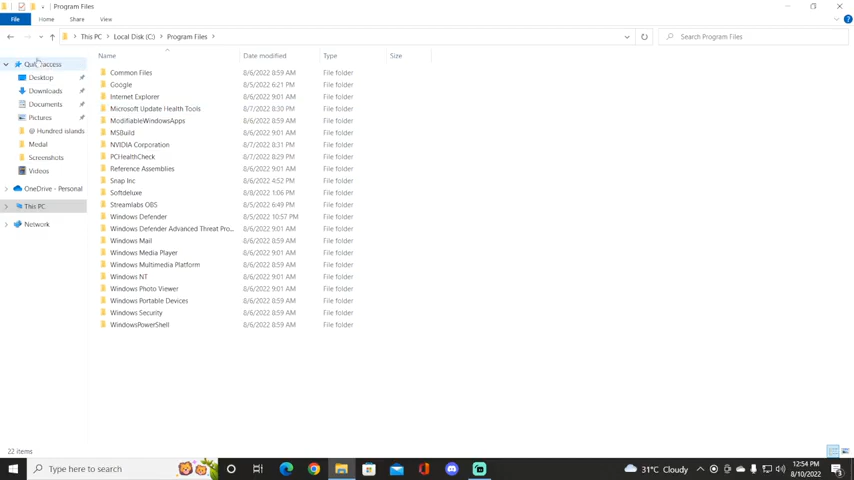 Program Files
File Home Share View
This PC > Local Disk (C:) > Program Files >
Search Program Files
Name Date modified Type Size
Quick access
Desktop
Downloads
Documents
Pictures
@ Hundred islands
Medal
Screenshots
Videos
OneDrive - Personal
This PC
Network
Common Files 8/6/2022 8:59 AM File folder
Google 8/5/2022 6:21 PM File folder
Internet Explorer 8/6/2022 9:01 AM File folder
Microsoft Update Health Tools 8/7/2022 8:30 PM File folder
ModifiableWindowsApps 8/6/2022 8:59 AM File folder
MSBuild 8/6/2022 9:01 AM File folder
NVIDIA Corporation 8/7/2022 8:31 PM File folder
PCHealthCheck 8/7/2022 8:29 PM File folder
Reference Assemblies 8/6/2022 9:01 AM File folder
Snap Inc 8/6/2022 4:52 PM File folder
Softdeluxe 8/8/2022 1:06 PM File folder
Streamlabs OBS 8/5/2022 6:49 PM File folder
Windows Defender 8/5/2022 10:57 PM File folder
Windows Defender Advanced Threat Pro... 8/6/2022 9:01 AM File folder
Windows Mail 8/6/2022 8:59 AM File folder
Windows Media Player 8/6/2022 9:01 AM File folder
Windows Multimedia Platform 8/6/2022 8:59 AM File folder
Windows NT 8/6/2022 9:01 AM File folder
Windows Photo Viewer 8/6/2022 9:01 AM File folder
Windows Portable Devices 8/6/2022 8:59 AM File folder
Windows Security 8/6/2022 8:59 AM File folder
WindowsPowerShell 8/6/2022 8:59 AM File folder
22 items
Type here to search
31°C Cloudy
12:54 PM
8/10/2022
3